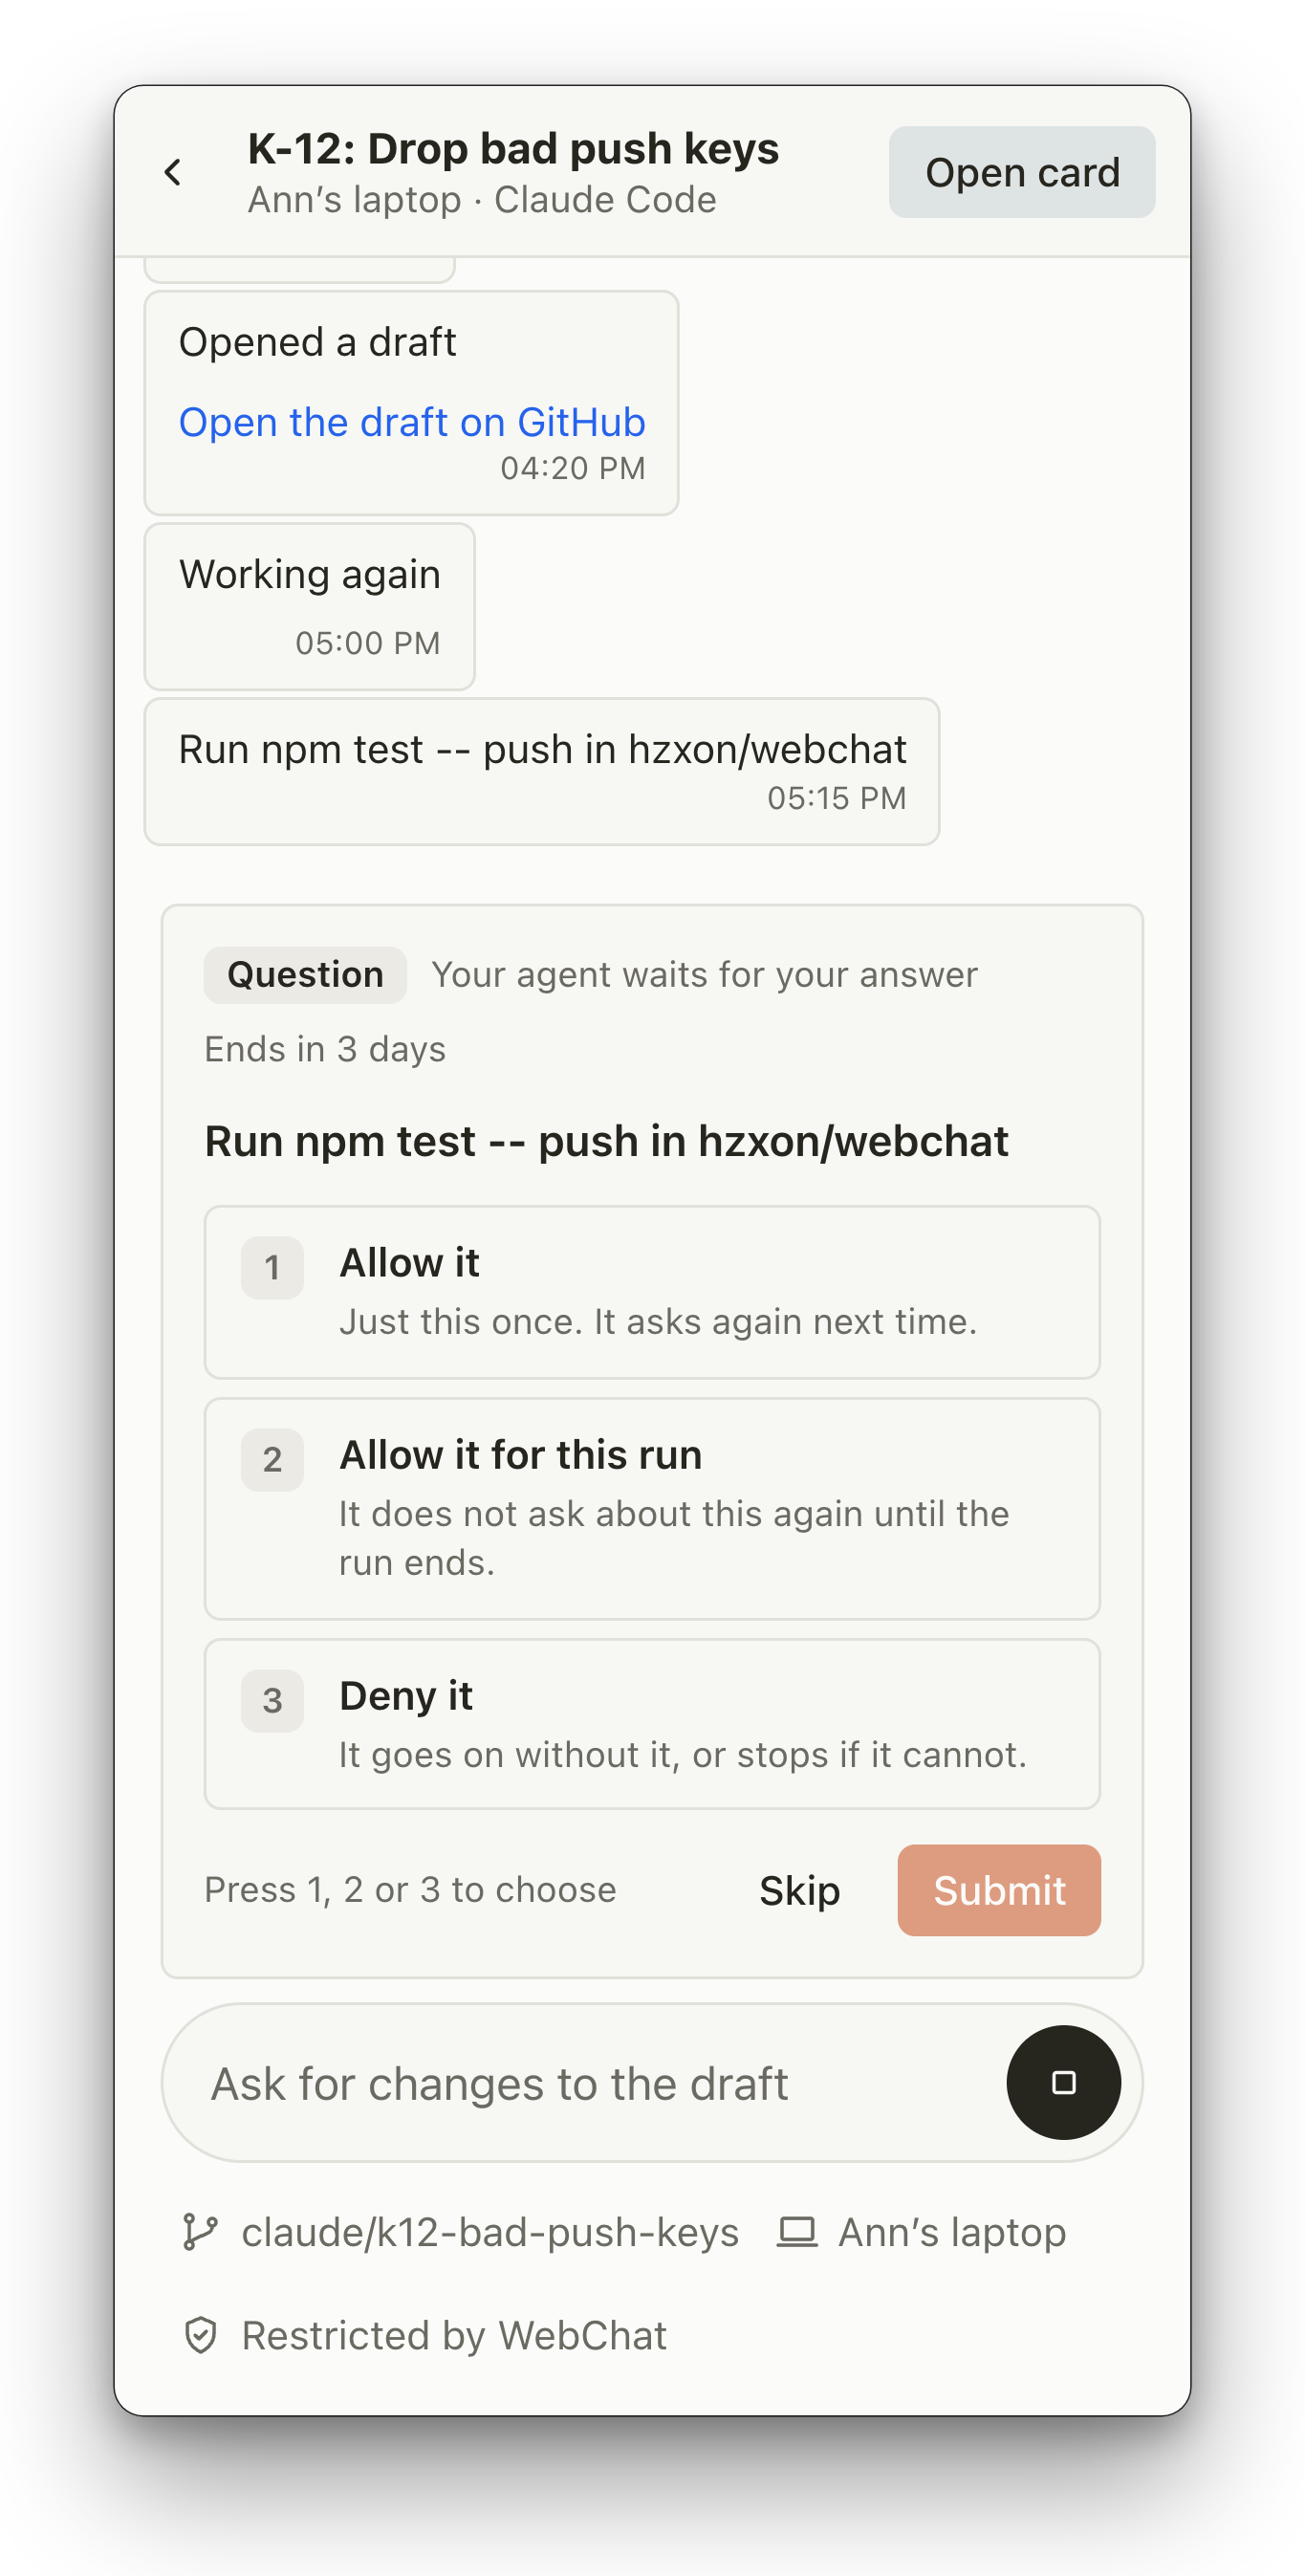 K-12: Drop bad push keys
Ann’s laptop · Claude Code
Open card
Opened a draft
Open the draft on GitHub
04:20 PM
Working again
05:00 PM
Run npm test -- push in hzxon/webchat
05:15 PM
Question Your agent waits for your answer
Ends in 3 days
Run npm test -- push in hzxon/webchat
1 Allow it
Just this once. It asks again next time.
2 Allow it for this run
It does not ask about this again until the
run ends.
3 Deny it
It goes on without it, or stops if it cannot.
Press 1, 2 or 3 to choose Skip Submit
Ask for changes to the draft
claude/k12-bad-push-keys Ann’s laptop
Restricted by WebChat